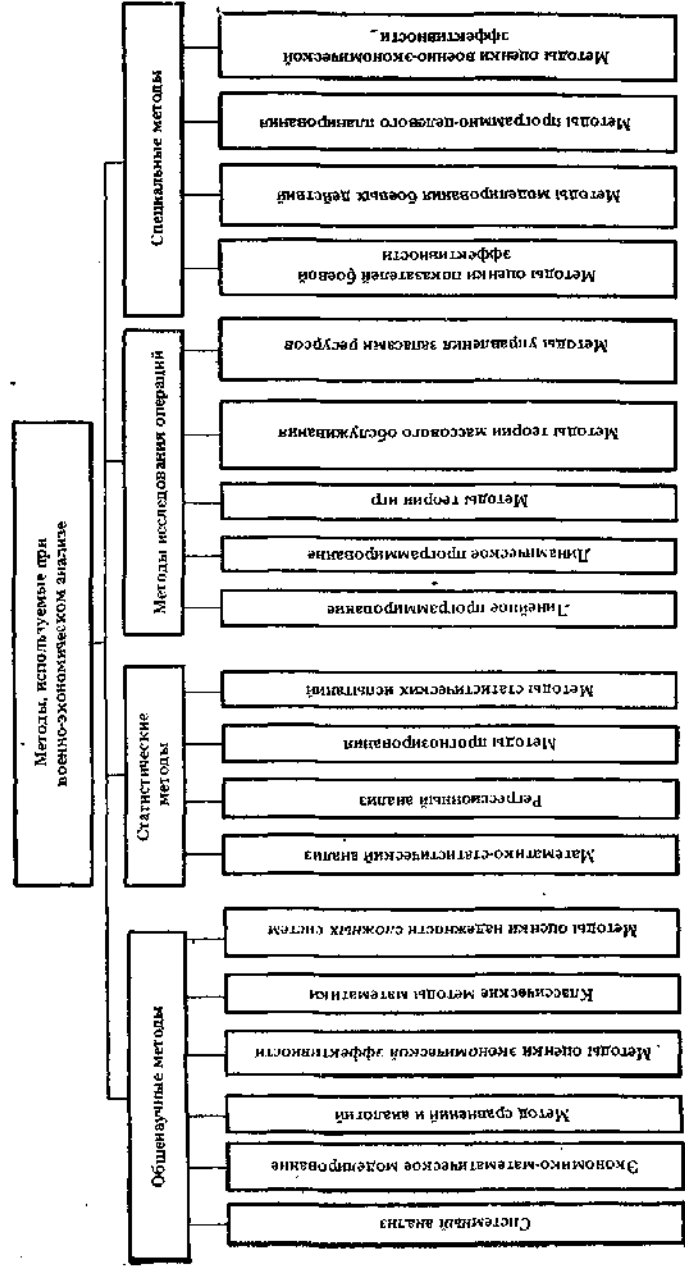 Методы, используемые при
военно-экономическом анализе
Общенаучные методы
Статистические
методы
Методы исследования операций
Специальные методы
Системный анализ
Экономико-математическое моделирование
Метод сравнений и аналогий
Методы оценки экономической эффективности
Классические методы математики
Методы оценки надежности сложных систем
Математико-статистический анализ
Регрессионный анализ
Методы прогнозирования
Методы статистических испытаний
Линейное программирование
Динамическое программирование
Методы теории игр
Методы теории массового обслуживания
Методы управления запасами ресурсов
Методы оценки показателей боевой
эффективности
Методы моделирования боевых действий
Методы программно-целевого планирования
Методы оценки военно-экономической
эффективности